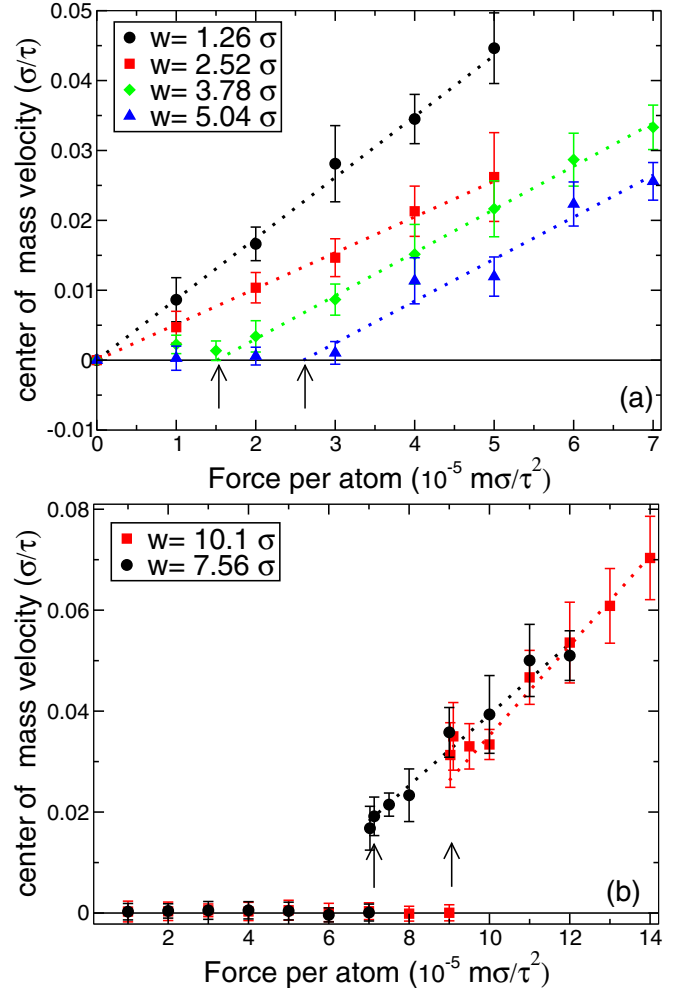 0.05
0.04
0.03
0.02
0.01
0
-0.01
center of mass velocity (σ/τ)
w= 1.26 σ
w= 2.52 σ
w= 3.78 σ
w= 5.04 σ
(a)
0 1 2 3 4 5 6 7
Force per atom (10⁻⁵ mσ/τ²)
0.08
0.06
0.04
0.02
0
center of mass velocity (σ/τ)
w= 10.1 σ
w= 7.56 σ
(b)
2 4 6 8 10 12 14
Force per atom (10⁻⁵ mσ/τ²)